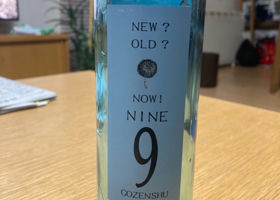 NEW ?
OLD ?
NOW!
NINE
9
GOZENSHU